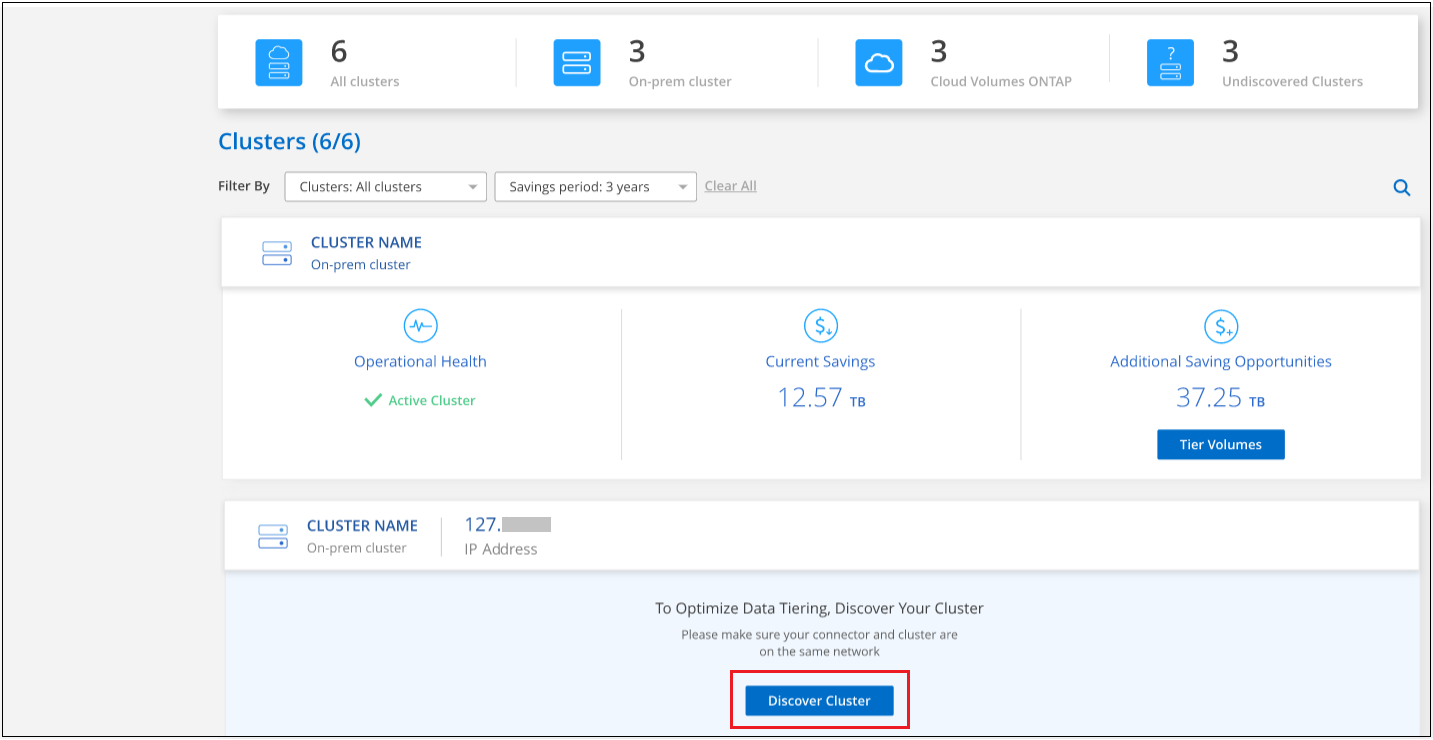 6
All clusters
3
On-prem cluster
3
Cloud Volumes ONTAP
?
3
Undiscovered Clusters
Clusters (6/6)
Filter By
Clusters: All clusters
Savings period: 3 years
Clear All
CLUSTER NAME
On-prem cluster
Operational Health
Active Cluster
$
Current Savings
12.57 TB
$+
Additional Saving Opportunities
37.25 TB
Tier Volumes
CLUSTER NAME
On-prem cluster
127.
IP Address
To Optimize Data Tiering, Discover Your Cluster
Please make sure your connector and cluster are
on the same network
Discover Cluster